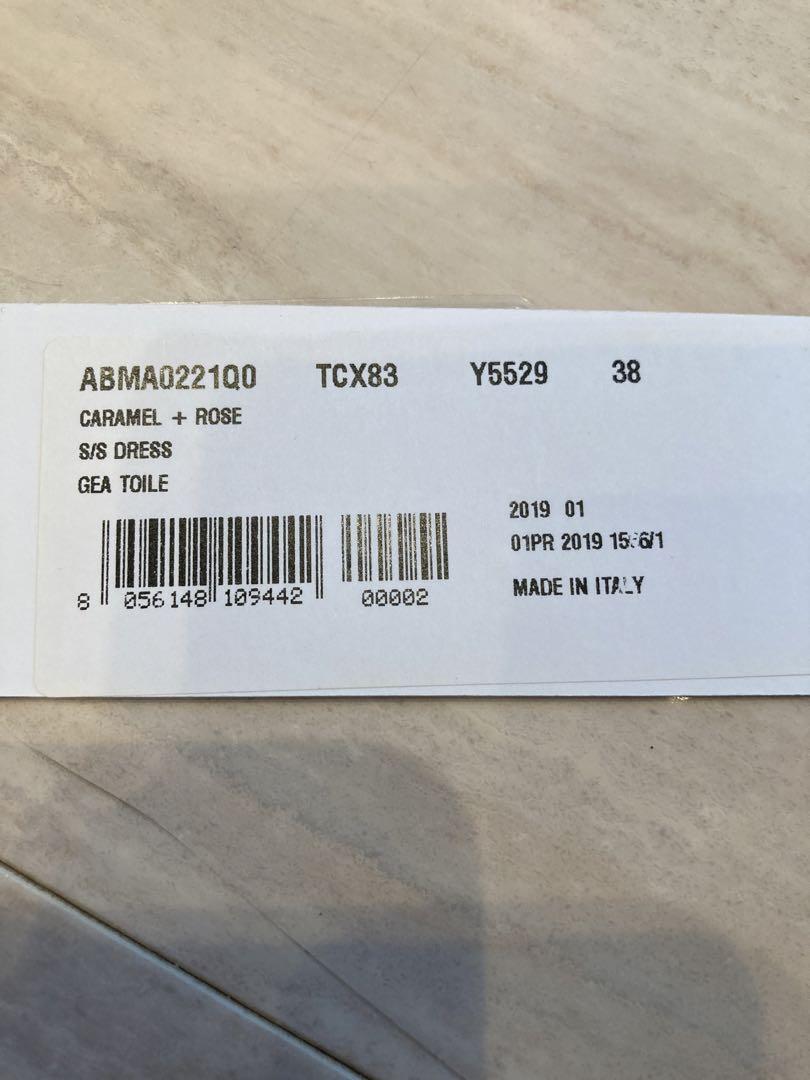 ABMA0221Q0 TCX83 Y5529 38
CARAMEL + ROSE
S/S DRESS
GEA TOILE
2019 01
01PR 2019
MADE IN ITALY
8 056148 109442 00002